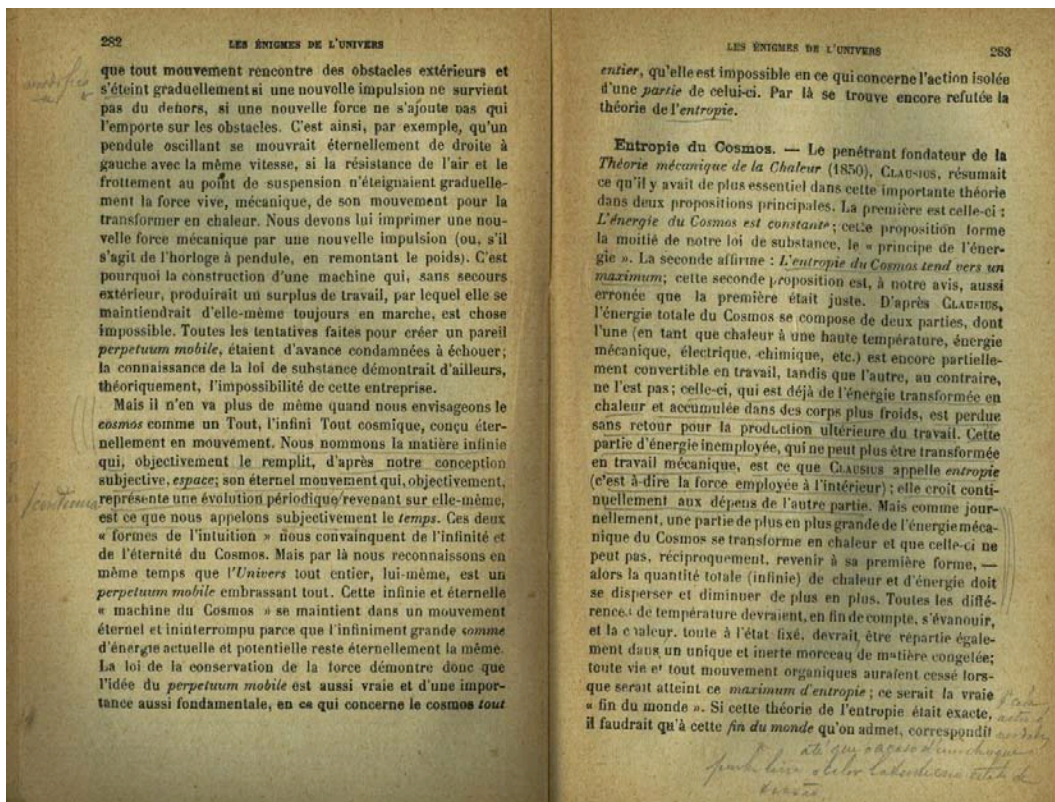 282
LES ÉNIGMES DE L'UNIVERS
modifié
que tout mouvement rencontre des obstacles extérieurs et
s'éteint graduellement si une nouvelle impulsion ne survient
pas du dehors, si une nouvelle force ne s'ajoute pas qui
l'emporte sur les obstacles. C'est ainsi, par exemple, qu'un
pendule oscillant se mouvrait éternellement de droite à
gauche avec la même vitesse, si la résistance de l'air et le
frottement au point de suspension n'éteignaient graduelle-
ment la force vive, mécanique, de son mouvement pour la
transformer en chaleur. Nous devons lui imprimer une nou-
velle force mécanique par une nouvelle impulsion (ou, s'il
s'agit de l'horloge à pendule, en remontant le poids). C'est
pourquoi la construction d'une machine qui, sans secours
extérieur, produirait un surplus de travail, par lequel elle se
maintiendrait d'elle-même toujours en marche, est chose
impossible. Toutes les tentatives faites pour créer un pareil
perpetuum mobile, étaient d'avance condamnées à échouer;
la connaissance de la loi de substance démontrait d'ailleurs,
théoriquement, l'impossibilité de cette entreprise.
Mais il n'en va plus de même quand nous envisageons le
cosmos comme un Tout, l'infini Tout cosmique, conçu éter-
nellement en mouvement. Nous nommons la matière infinie
qui, objectivement le remplit, d'après notre conception
subjective, espace; son éternel mouvement qui, objectivement,
représente une évolution périodique revenant sur elle-même,
est ce que nous appelons subjectivement le temps. Ces deux
« formes de l'intuition » nous convainquent de l'infinité et
de l'éternité du Cosmos. Mais par là nous reconnaissons en
même temps que l'Univers tout entier, lui-même, est un
perpetuum mobile embrassant tout. Cette infinie et éternelle
« machine du Cosmos » se maintient dans un mouvement
éternel et ininterrompu parce que l'infiniment grande somme
d'énergie actuelle et potentielle reste éternellement la même.
La loi de la conservation de la force démontre donc que
l'idée du perpetuum mobile est aussi vraie et d'une impor-
tance aussi fondamentale, en ce qui concerne le cosmos tout
LES ÉNIGMES DE L'UNIVERS
283
entier, qu'elle est impossible en ce qui concerne l'action isolée
d'une partie de celui-ci. Par là se trouve encore refutée la
théorie de l'entropie.
Entropie du Cosmos. — Le penétrant fondateur de la
Théorie mécanique de la Chaleur (1850), CLAUSIUS, résumait
ce qu'il y avait de plus essentiel dans cette importante théorie
dans deux propositions principales. La première est celle-ci :
L'énergie du Cosmos est constante; cette proposition forme
la moitié de notre loi de substance, le « principe de l'éner-
gie ». La seconde affirme : L'entropie du Cosmos tend vers un
maximum; cette seconde proposition est, à notre avis, aussi
erronée que la première était juste. D'après CLAUSIUS,
l'énergie totale du Cosmos se compose de deux parties, dont
l'une (en tant que chaleur à une haute température, énergie
mécanique, électrique, chimique, etc.) est encore partielle-
ment convertible en travail, tandis que l'autre, au contraire,
ne l'est pas; celle-ci, qui est déjà de l'énergie transformée en
chaleur et accumulée dans des corps plus froids, est perdue
sans retour pour la production ultérieure du travail. Cette
partie d'énergie inemployée, qui ne peut plus être transformée
en travail mécanique, est ce que CLAUSIUS appelle entropie
(c'est-à-dire la force employée à l'intérieur); elle croît conti-
nuellement aux dépens de l'autre partie. Mais comme jour-
nellement, une partie de plus en plus grande de l'énergie méca-
nique du Cosmos se transforme en chaleur et que celle-ci ne
peut pas, réciproquement, revenir à sa première forme, —
alors la quantité totale (infinie) de chaleur et d'énergie doit
se disperser et diminuer de plus en plus. Toutes les diffé-
rences de température devraient, en fin de compte, s'évanouir,
et la chaleur, toute à l'état fixé, devrait être répartie égale-
ment dans un unique et inerte morceau de matière congelée;
toute vie et tout mouvement organiques auraient cessé lors-
que serait atteint ce maximum d'entropie; ce serait la vraie
« fin du monde ». Si cette théorie de l'entropie était exacte,
il faudrait qu'à cette fin du monde qu'on admet, correspondit